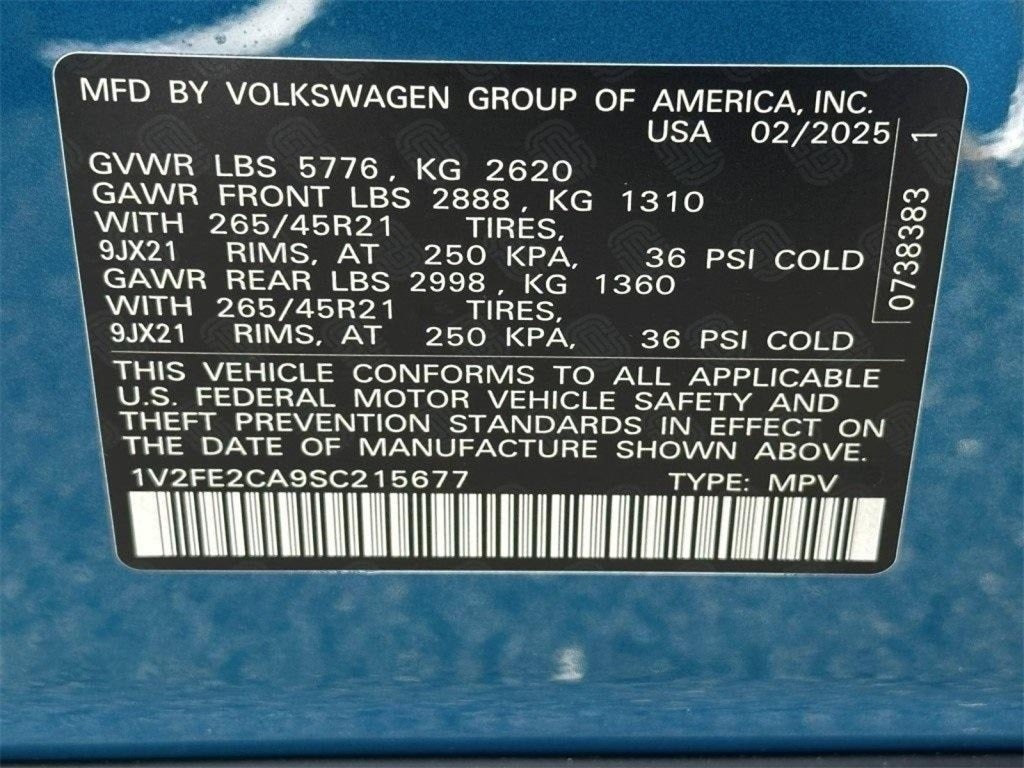 MFD BY VOLKSWAGEN GROUP OF AMERICA, INC.
USA 02/2025
GVWR LBS 5776, KG 2620
GAWR FRONT LBS 2888, KG 1310
WITH 265/45R21 TIRES,
9JX21 RIMS, AT 250 KPA, 36 PSI COLD
GAWR REAR LBS 2998, KG 1360
WITH 265/45R21 TIRES,
9JX21 RIMS, AT 250 KPA, 36 PSI COLD
0738383 1
THIS VEHICLE CONFORMS TO ALL APPLICABLE
U.S. FEDERAL MOTOR VEHICLE SAFETY AND
THEFT PREVENTION STANDARDS IN EFFECT ON
THE DATE OF MANUFACTURE SHOWN ABOVE.
1V2FE2CA9SC215677 TYPE: MPV